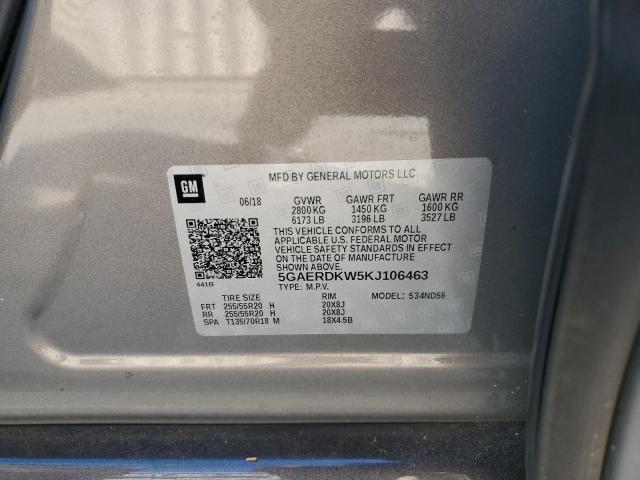 GM
MFD BY GENERAL MOTORS LLC
06/18 GVWR GAWR FRT GAWR RR
2800 KG 1450 KG 1600 KG
6173 LB 3196 LB 3527 LB
THIS VEHICLE CONFORMS TO ALL
APPLICABLE U.S. FEDERAL MOTOR
VEHICLE SAFETY STANDARDS IN EFFECT
ON THE DATE OF MANUFACTURE
SHOWN ABOVE.
5GAERDKW5KJ106463
441B TYPE: M.P.V. MODEL: 534ND56
TIRE SIZE RIM
FRT 255/55R20 H 20X8J
RR 255/55R20 H 20X8J
SPA T135/70R18 M 18X4.5B